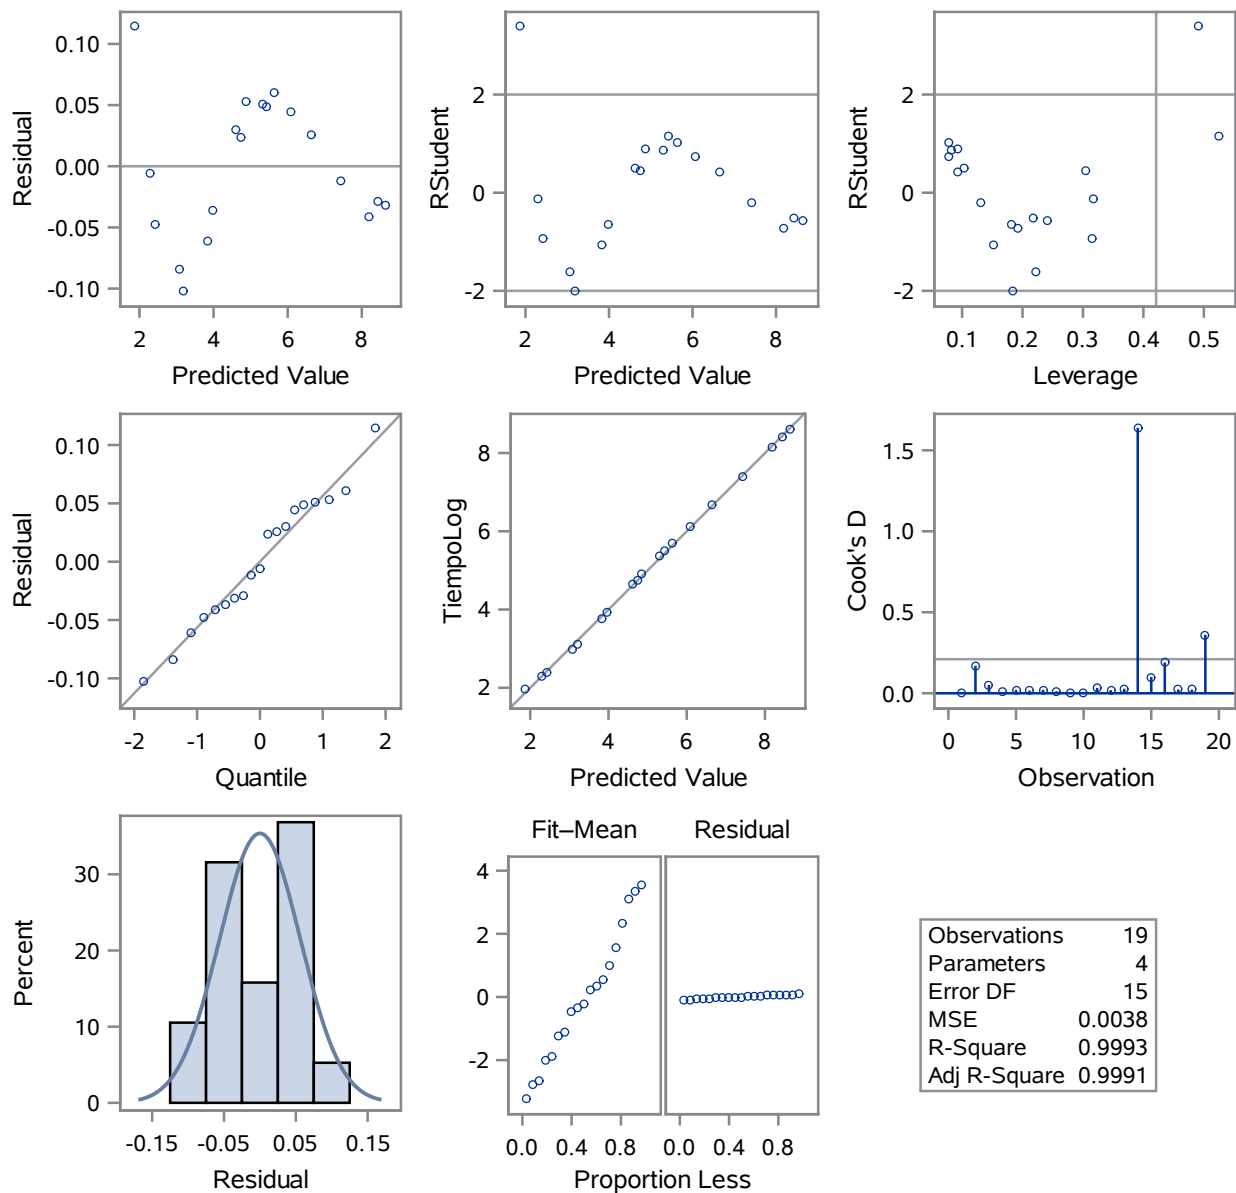 0.10
0.05
0.00
-0.05
-0.10
Residual
2 4 6 8
Predicted Value
2
0
-2
RStudent
2 4 6 8
Predicted Value
2
0
-2
RStudent
0.1 0.2 0.3 0.4 0.5
Leverage
0.10
0.05
0.00
-0.05
-0.10
Residual
-2 -1 0 1 2
Quantile
8
6
4
2
TiempoLog
2 4 6 8
Predicted Value
1.5
1.0
0.5
0.0
Cook's D
0 5 10 15 20
Observation
30
20
10
0
Percent
-0.15 -0.05 0.05 0.15
Residual
Fit–Mean Residual
4
2
0
-2
0.0 0.4 0.8 0.0 0.4 0.8
Proportion Less
Observations 19
Parameters 4
Error DF 15
MSE 0.0038
R-Square 0.9993
Adj R-Square 0.9991